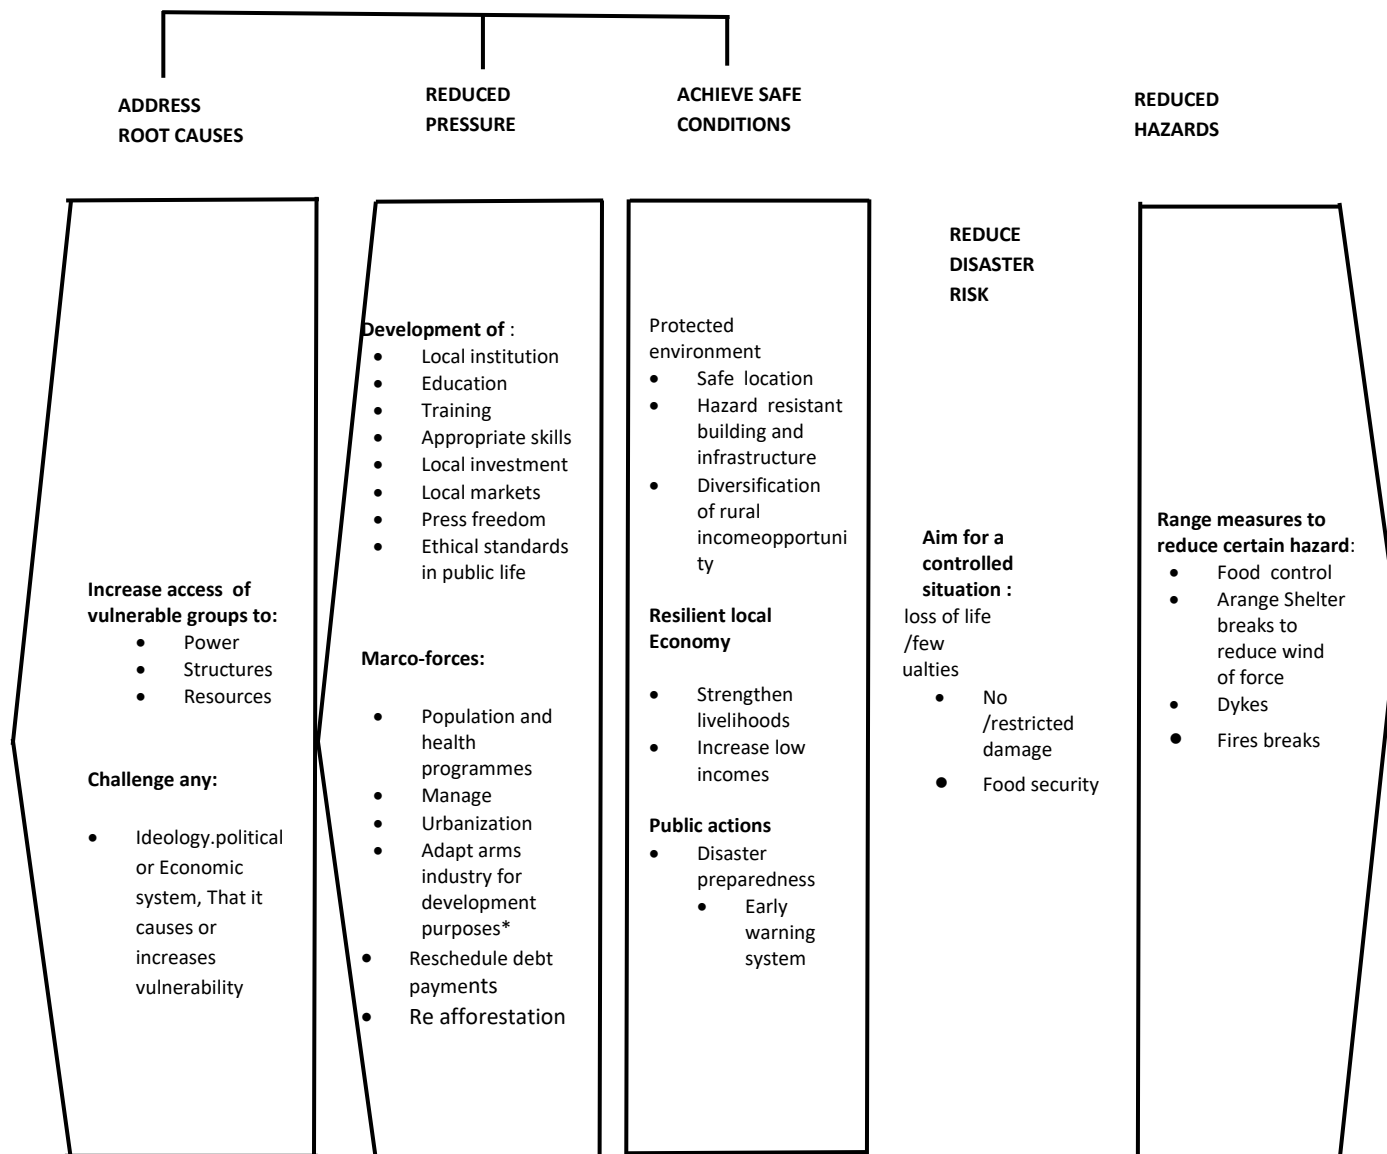 ADDRESS
ROOT CAUSES
REDUCED
PRESSURE
ACHIEVE SAFE
CONDITIONS
REDUCED
HAZARDS
Increase access of
vulnerable groups to:
• Power
• Structures
• Resources
Challenge any:
• Ideology.political
or Economic
system, That it
causes or
increases
vulnerability
Development of :
• Local institution
• Education
• Training
• Appropriate skills
• Local investment
• Local markets
• Press freedom
• Ethical standards
in public life
Marco-forces:
• Population and
health
programmes
• Manage
• Urbanization
• Adapt arms
industry for
development
purposes*
• Reschedule debt
payments
• Re afforestation
Protected
environment
• Safe location
• Hazard resistant
building and
infrastructure
• Diversification
of rural
incomeopportuni
ty
Resilient local
Economy
• Strengthen
livelihoods
• Increase low
incomes
Public actions
• Disaster
preparedness
• Early
warning
system
REDUCE
DISASTER
RISK
Aim for a
controlled
situation :
loss of life
/few
ualties
• No
/restricted
damage
• Food security
Range measures to
reduce certain hazard:
• Food control
• Arange Shelter
breaks to
reduce wind
of force
• Dykes
• Fires breaks